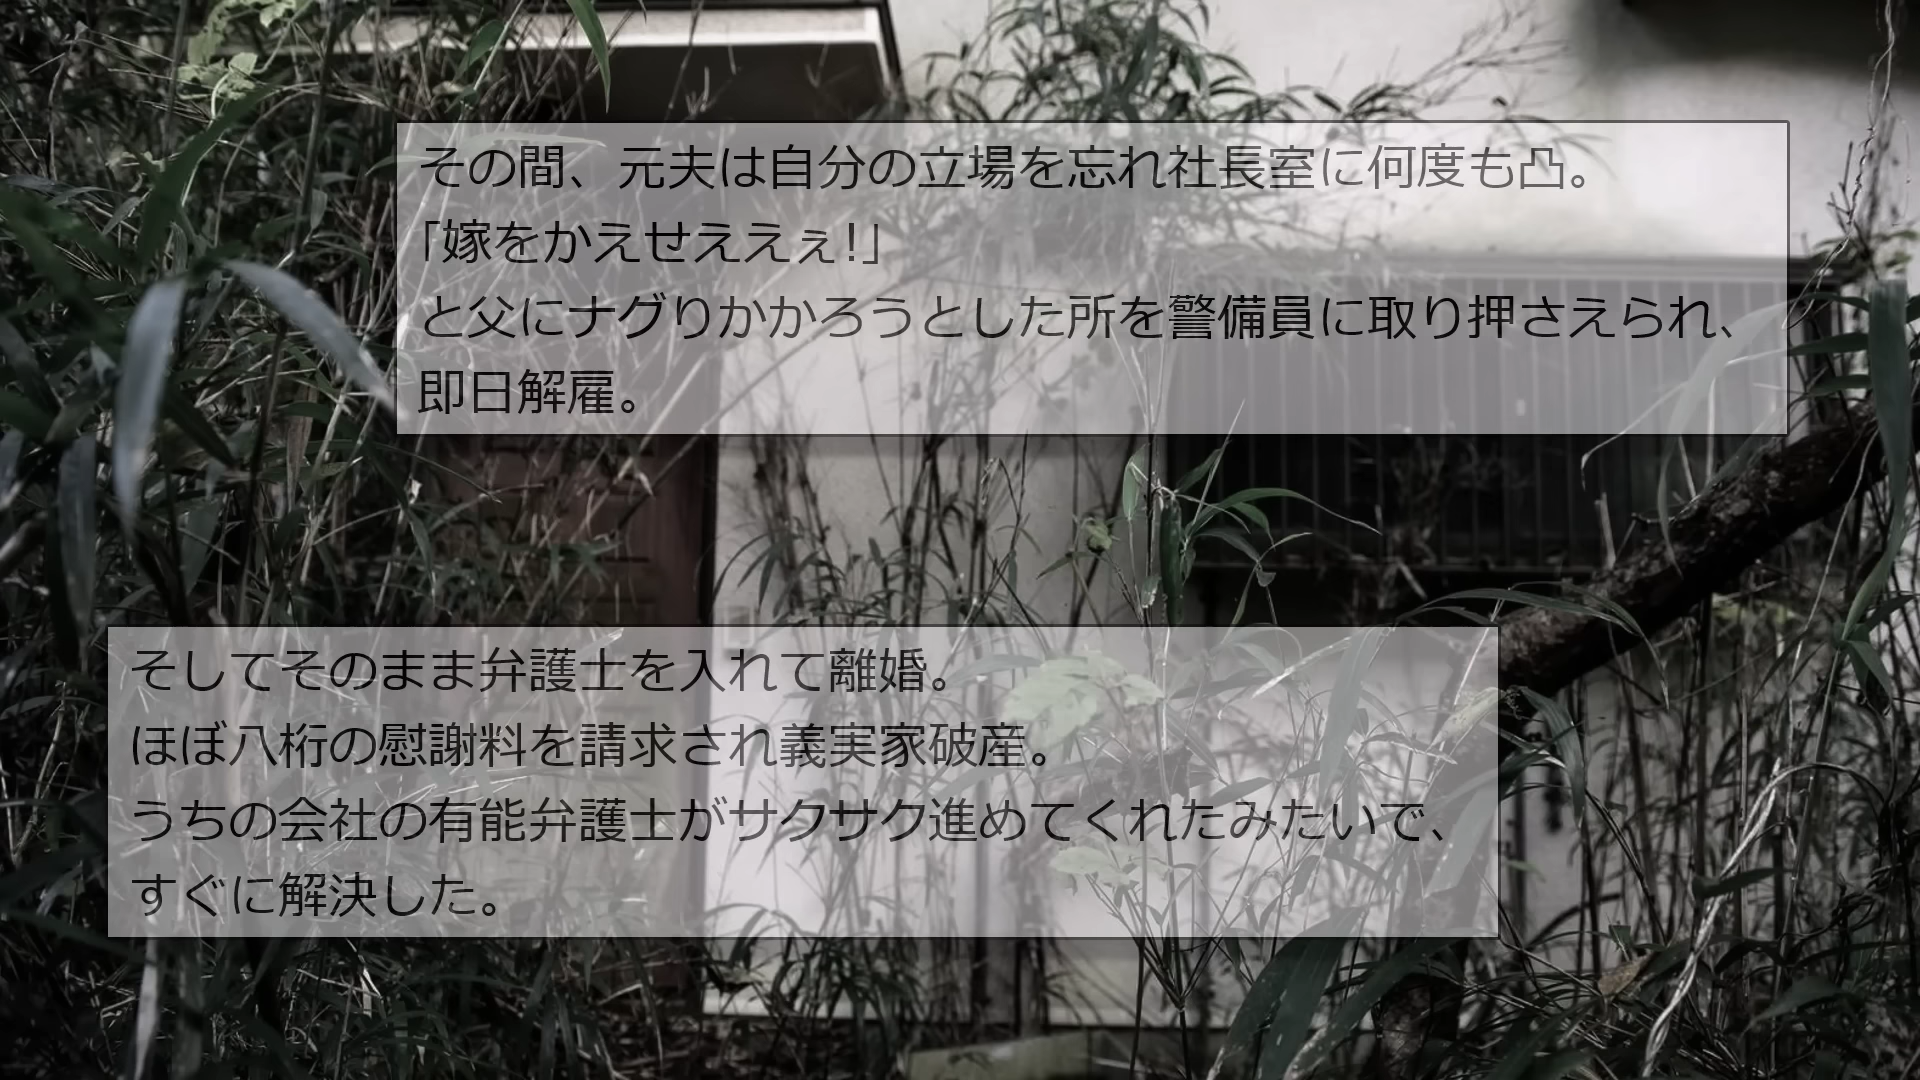 その間、元夫は自分の立場を忘れ社長室に何度も凸。
「嫁をかえせええぇ!」
と父にナグりかかろうとした所を警備員に取り押さえられ、
即日解雇。
そしてそのまま弁護士を入れて離婚。
ほぼ八桁の慰謝料を請求され義実家破産。
うちの会社の有能弁護士がサクサク進めてくれたみたいで、
すぐに解決した。